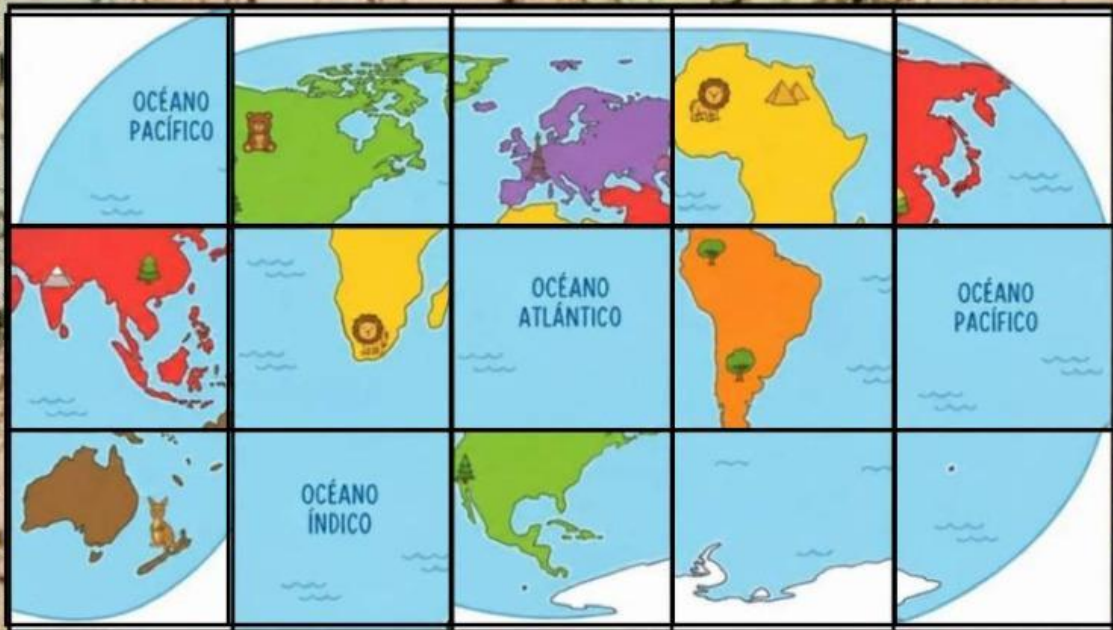 OCÉANO
PACÍFICO
OCÉANO
ATLÁNTICO
OCÉANO
PACÍFICO
OCÉANO
ÍNDICO